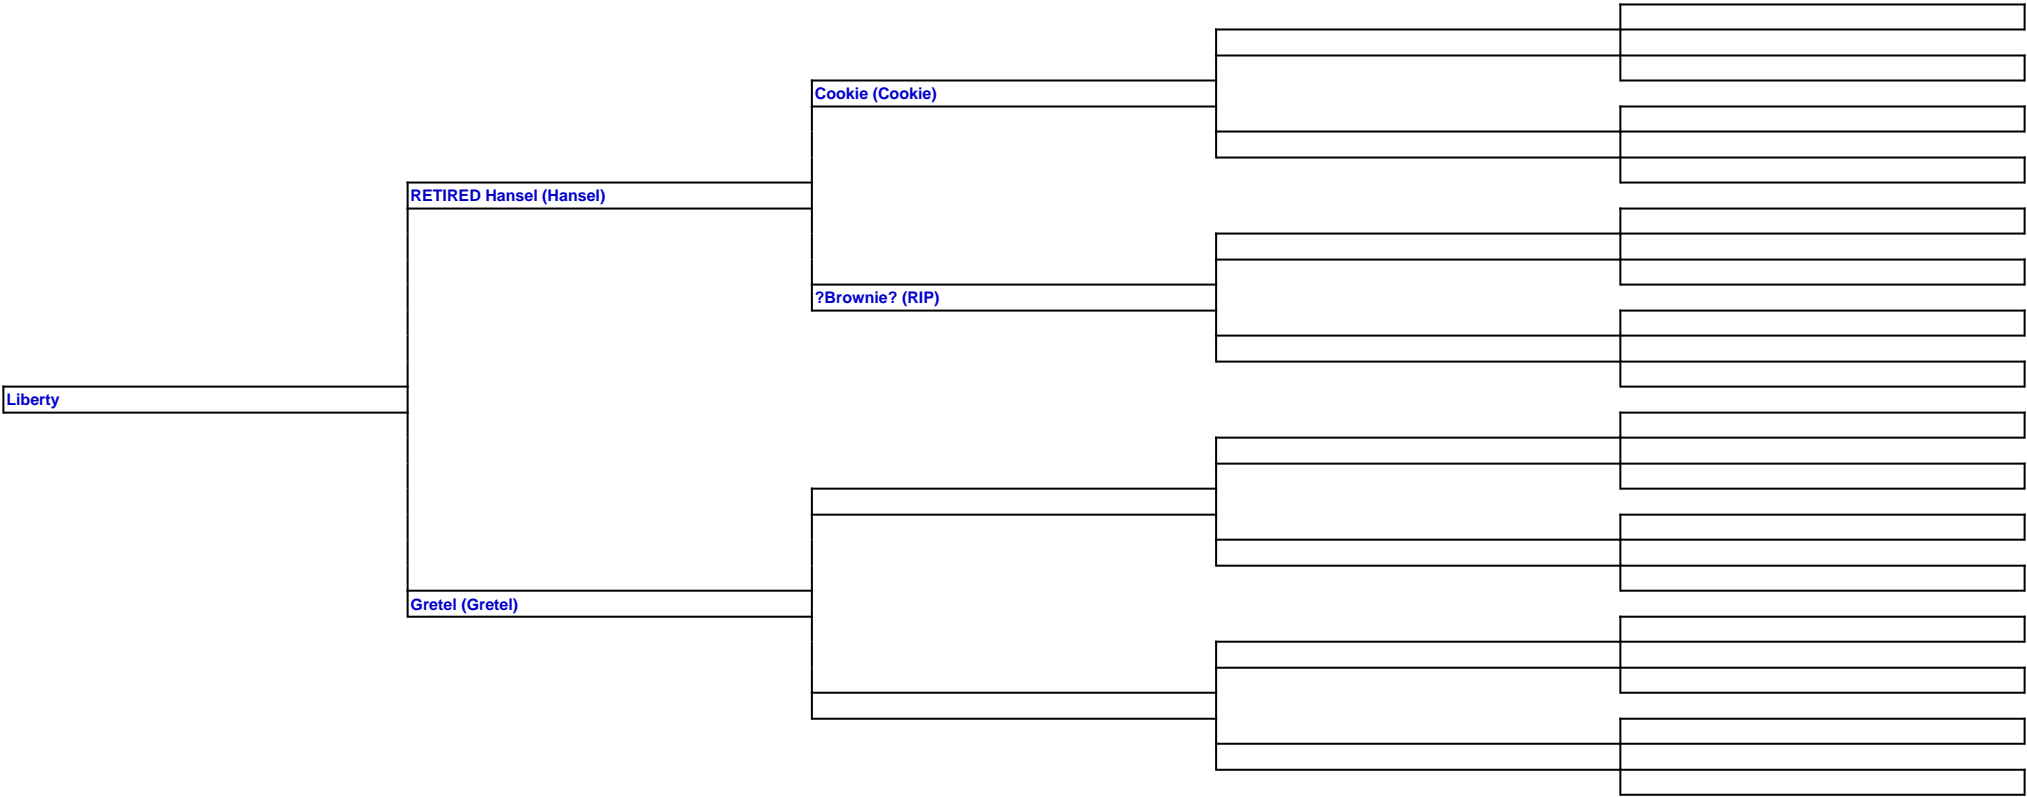 Cookie (Cookie)
RETIRED Hansel (Hansel)
?Brownie? (RIP)
Liberty
Gretel (Gretel)